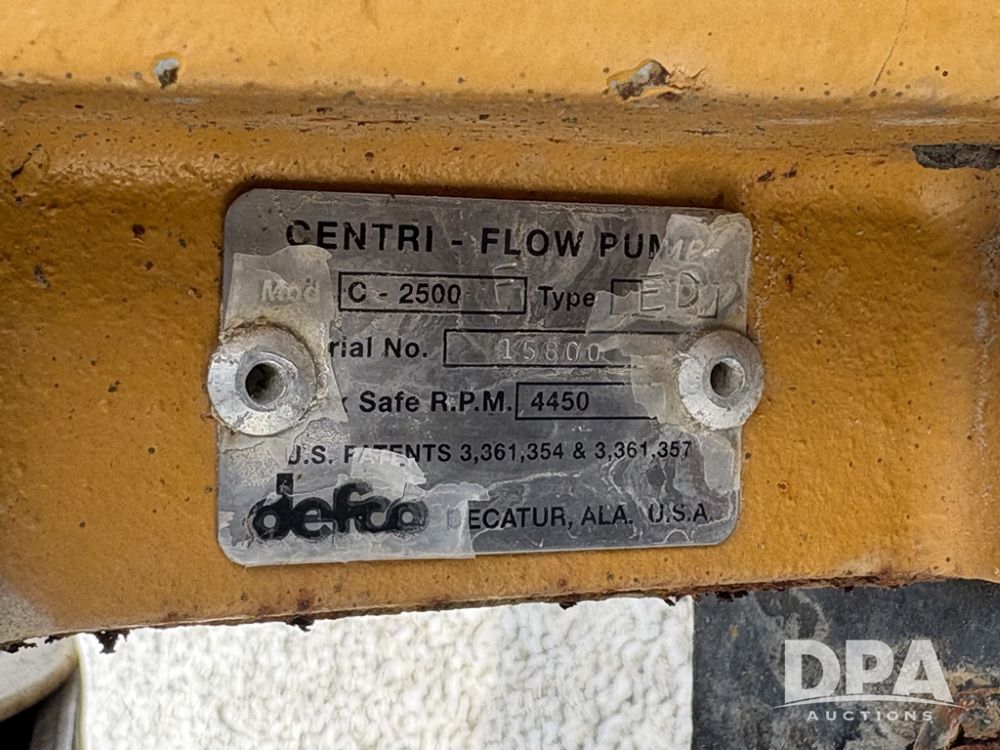 CENTRI - FLOW PUMPS
Mod C - 2500 F Type ED
rial No. 15800
x Safe R.P.M. 4450
U.S. PATENTS 3,361,354 & 3,361,357
defco DECATUR, ALA. U.S.A.
DPA
AUCTIONS